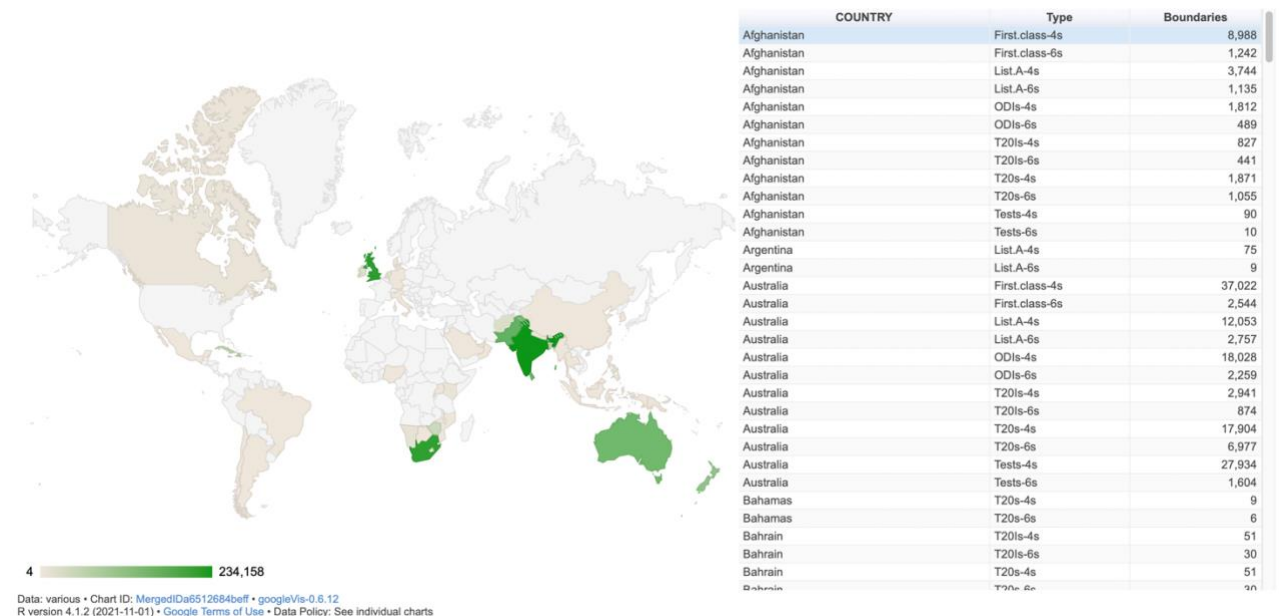 COUNTRY Type Boundaries
Afghanistan First.class-4s 8,988
Afghanistan First.class-6s 1,242
Afghanistan List.A-4s 3,744
Afghanistan List.A-6s 1,135
Afghanistan ODIs-4s 1,812
Afghanistan ODIs-6s 489
Afghanistan T20Is-4s 827
Afghanistan T20Is-6s 441
Afghanistan T20s-4s 1,871
Afghanistan T20s-6s 1,055
Afghanistan Tests-4s 90
Afghanistan Tests-6s 10
Argentina List.A-4s 75
Argentina List.A-6s 9
Australia First.class-4s 37,022
Australia First.class-6s 2,544
Australia List.A-4s 12,053
Australia List.A-6s 2,757
Australia ODIs-4s 18,028
Australia ODIs-6s 2,259
Australia T20Is-4s 2,941
Australia T20Is-6s 874
Australia T20s-4s 17,904
Australia T20s-6s 6,977
Australia Tests-4s 27,934
Australia Tests-6s 1,604
Bahamas T20s-4s 9
Bahamas T20s-6s 6
Bahrain T20Is-4s 51
Bahrain T20Is-6s 30
Bahrain T20s-4s 51
Bahrain T20s-6s 30
4 234,158
Data: various • Chart ID: MergedIDa6512684beff • googleVis-0.6.12
R version 4.1.2 (2021-11-01) • Google Terms of Use • Data Policy: See individual charts